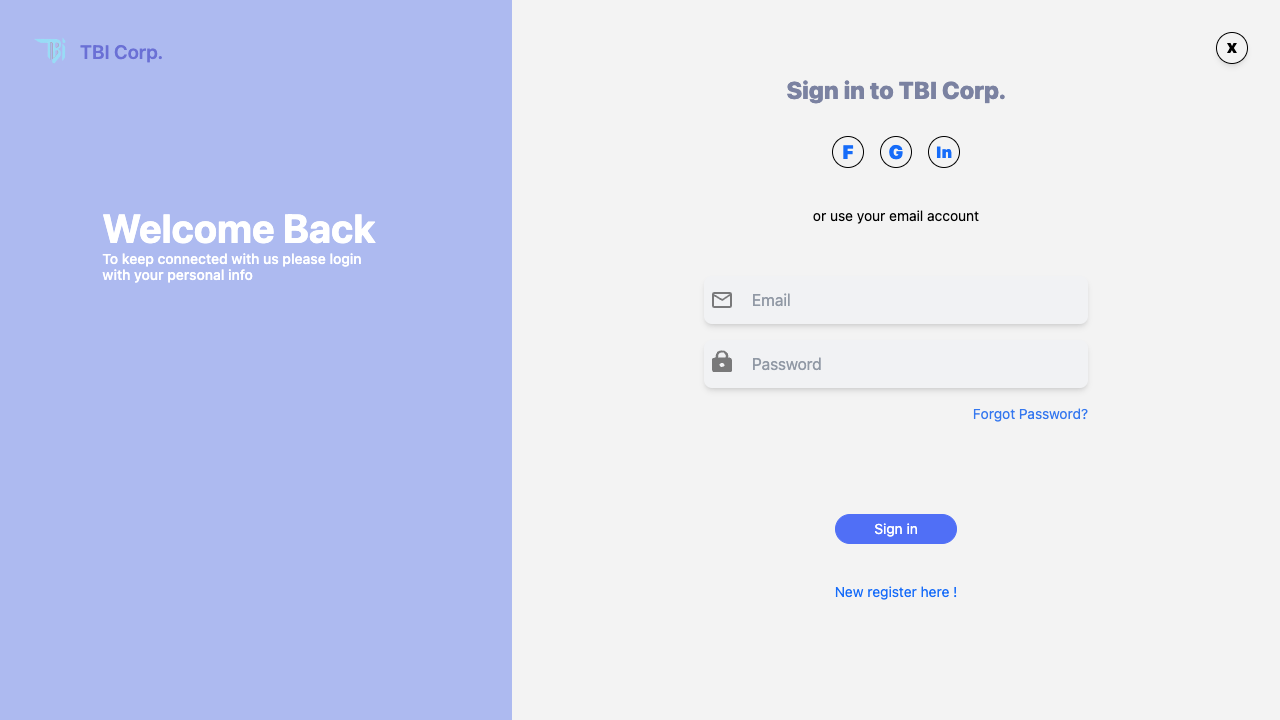 TBi TBI Corp.
Welcome Back
To keep connected with us please login
with your personal info
X
Sign in to TBI Corp.
F G In
or use your email account
Email
Password
Forgot Password?
Sign in
New register here !